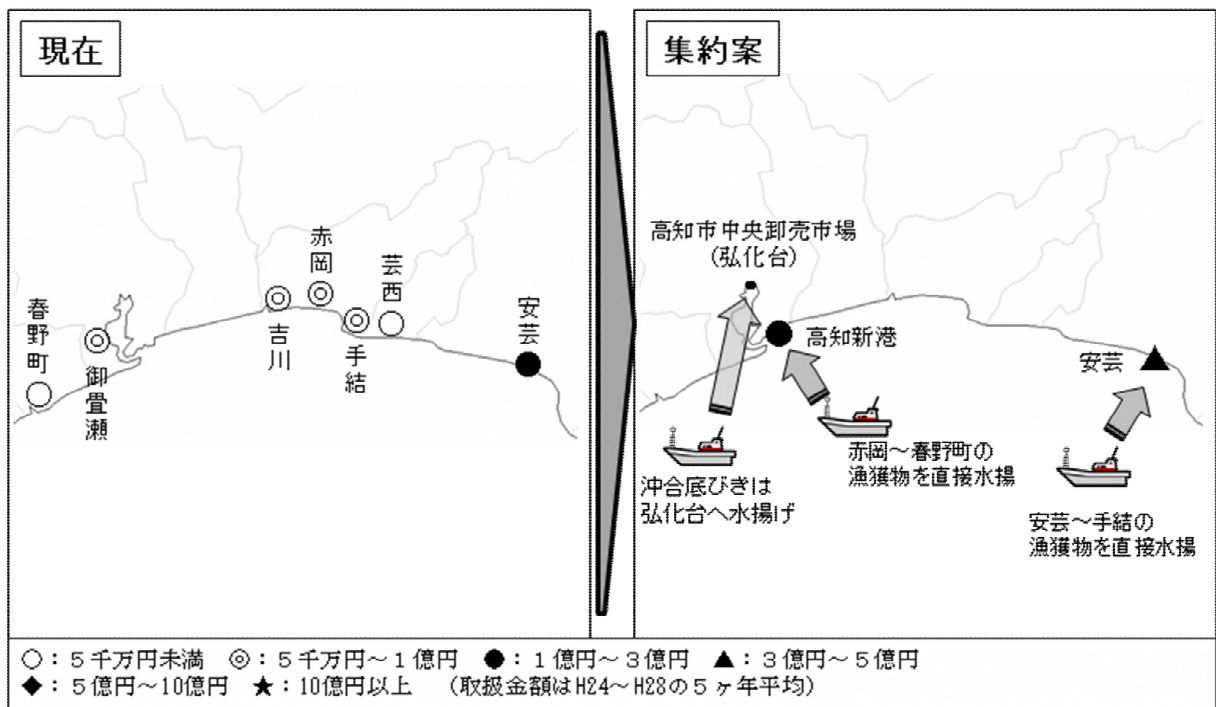 現在
春野町
御畳瀬
吉川
赤岡
手結
芸西
安芸
集約案
高知市中央卸売市場
(弘化台)
高知新港
安芸
沖合底びきは
弘化台へ水揚げ
赤岡～春野町の
漁獲物を直接水揚
安芸～手結の
漁獲物を直接水揚
○：５千万円未満 ◎：５千万円～１億円 ●：１億円～３億円 ▲：３億円～５億円
◆：５億円～10億円 ★：10億円以上 （取扱金額はH24～H28の５ヶ年平均）